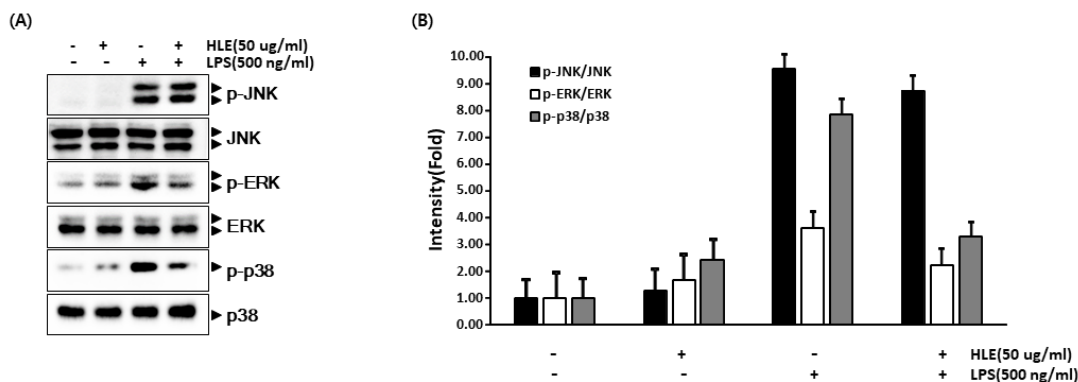 (A)
- + - + HLE(50 ug/ml)
- - + + LPS(500 ng/ml)
p-JNK
JNK
p-ERK
ERK
p-p38
p38
(B)
Intensity(Fold)
10.00
9.00
8.00
7.00
6.00
5.00
4.00
3.00
2.00
1.00
0.00
p-JNK/JNK
p-ERK/ERK
p-p38/p38
- + - + HLE(50 ug/ml)
- - + + LPS(500 ng/ml)